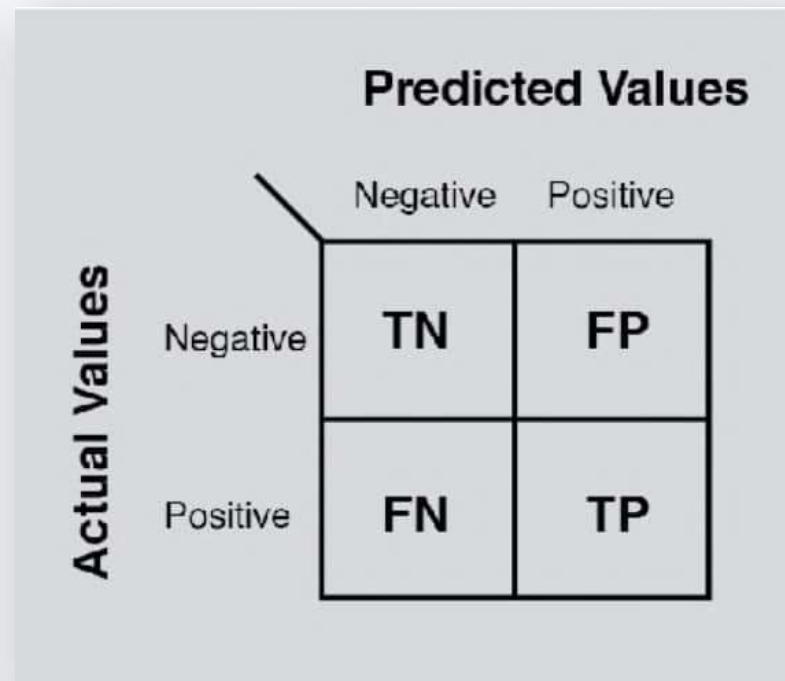 Predicted Values
Negative Positive
Actual Values
Negative TN FP
Positive FN TP